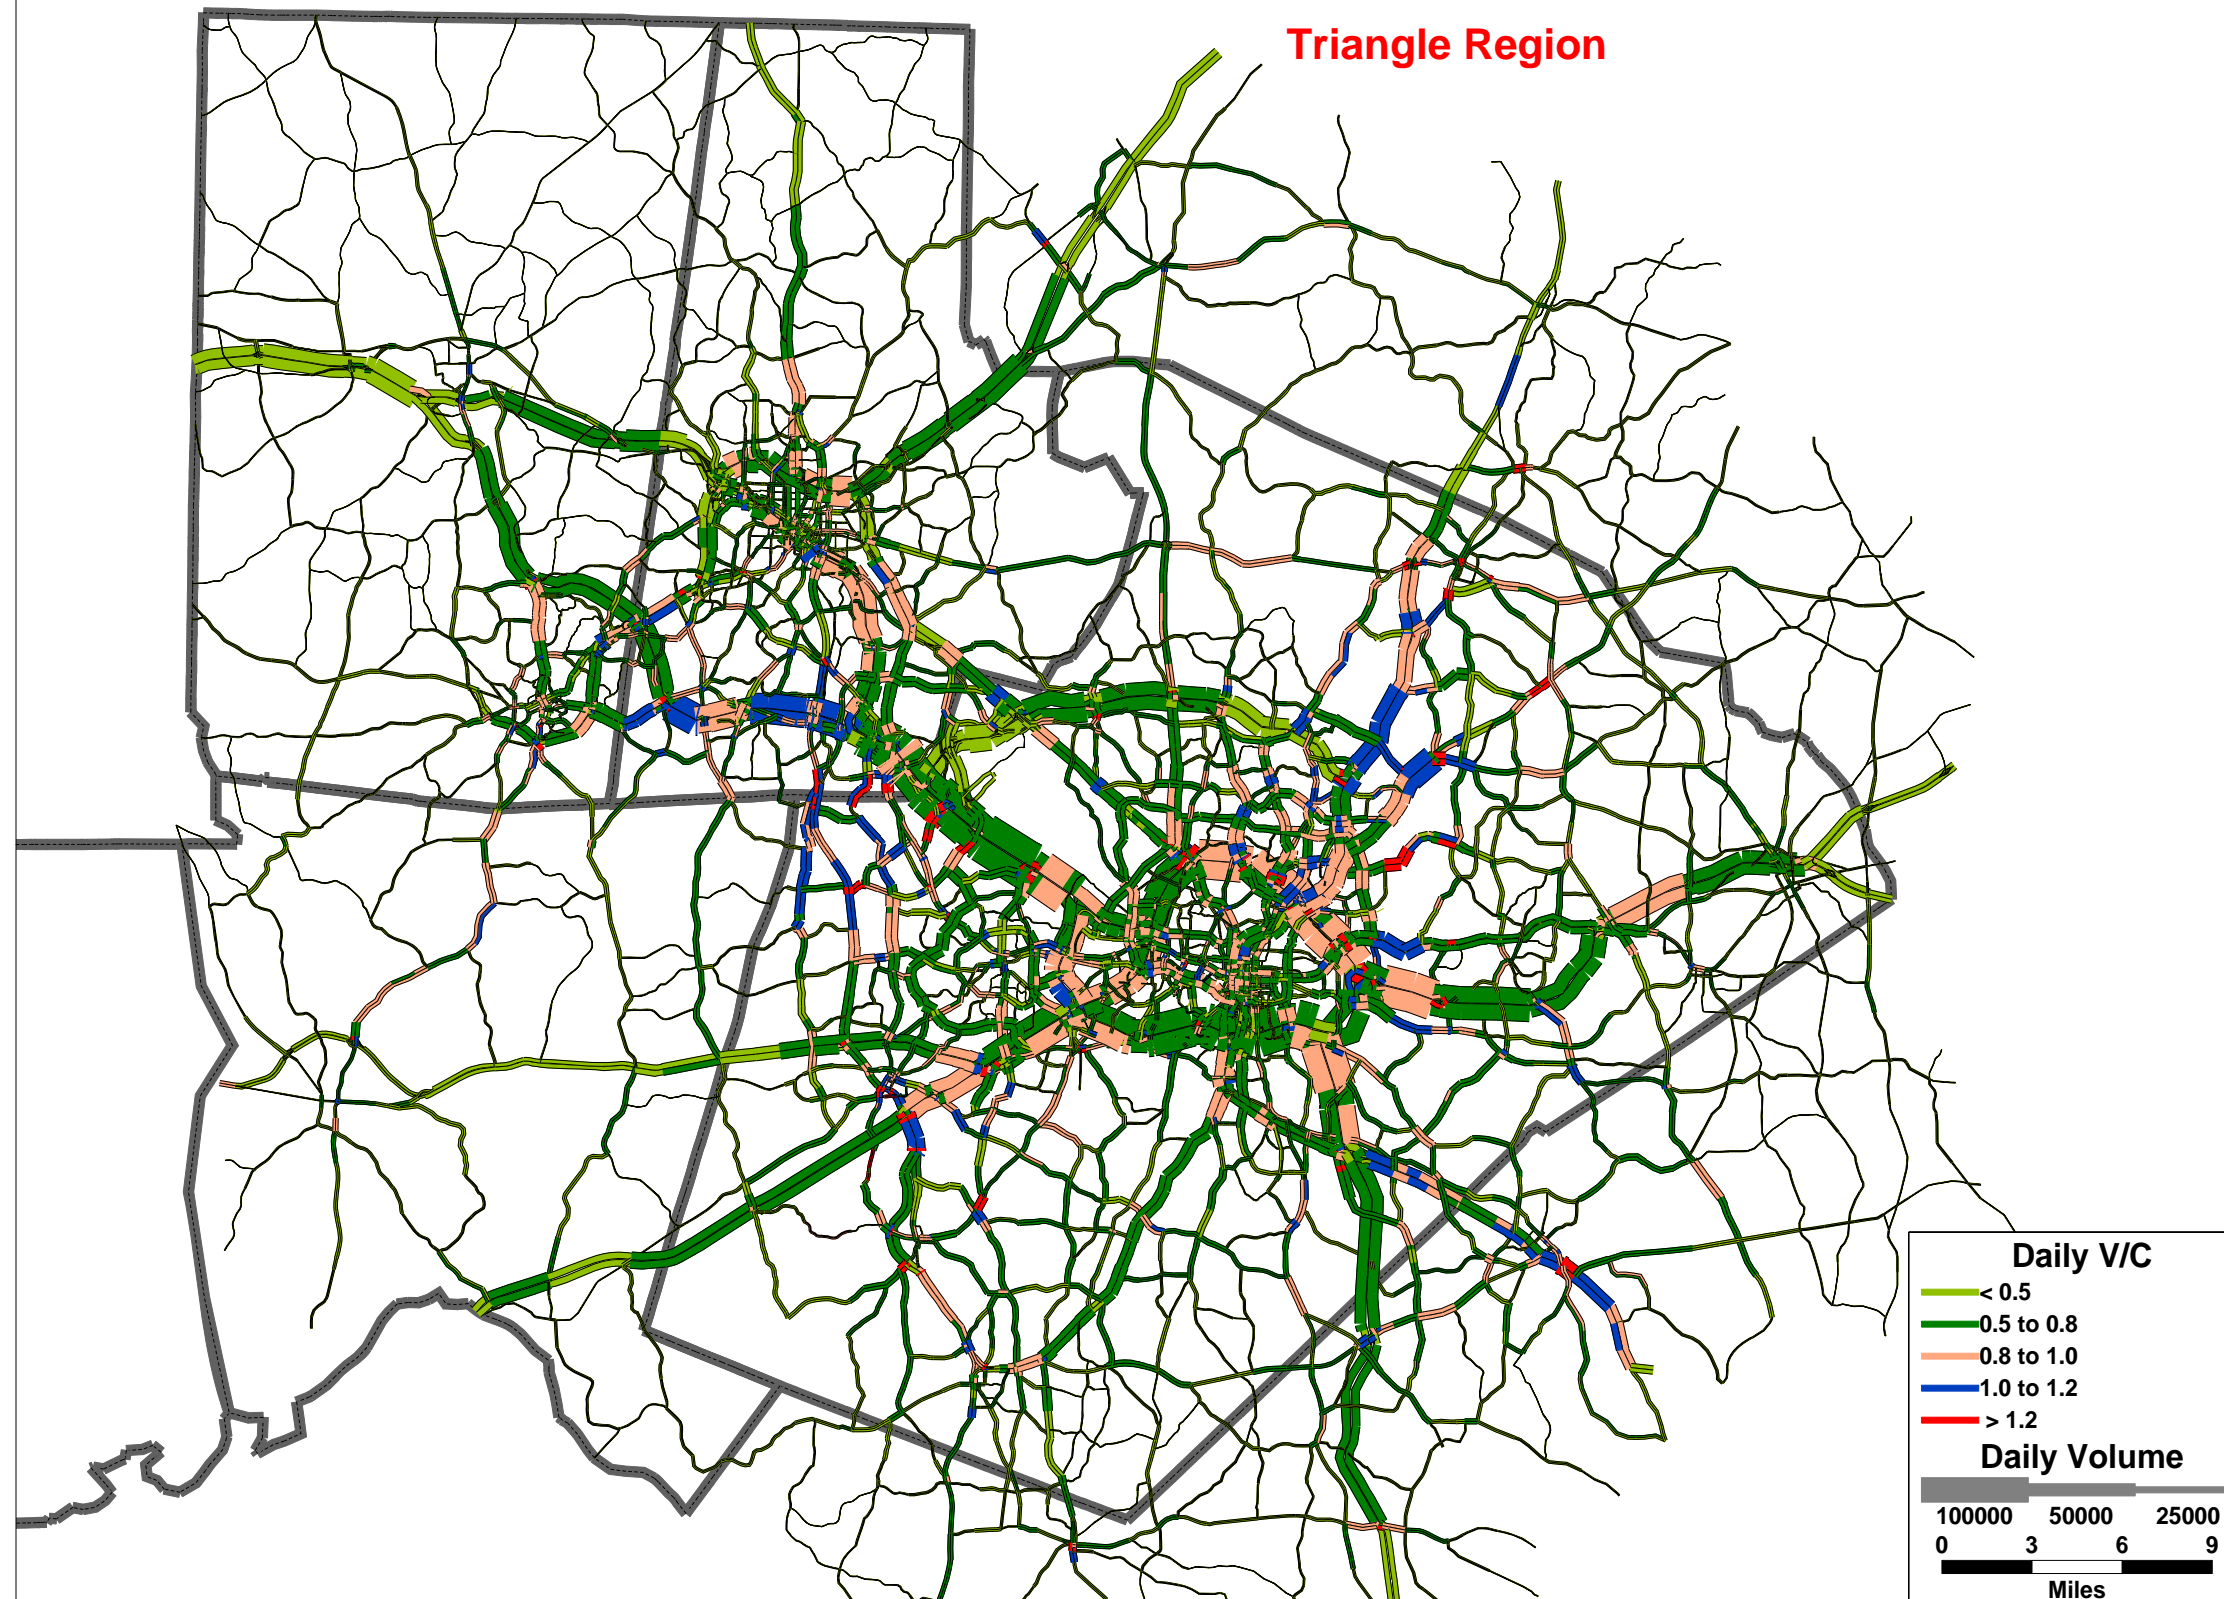 Triangle Region
Daily V/C
< 0.5
0.5 to 0.8
0.8 to 1.0
1.0 to 1.2
> 1.2
Daily Volume
100000 50000 25000
0 3 6 9
Miles